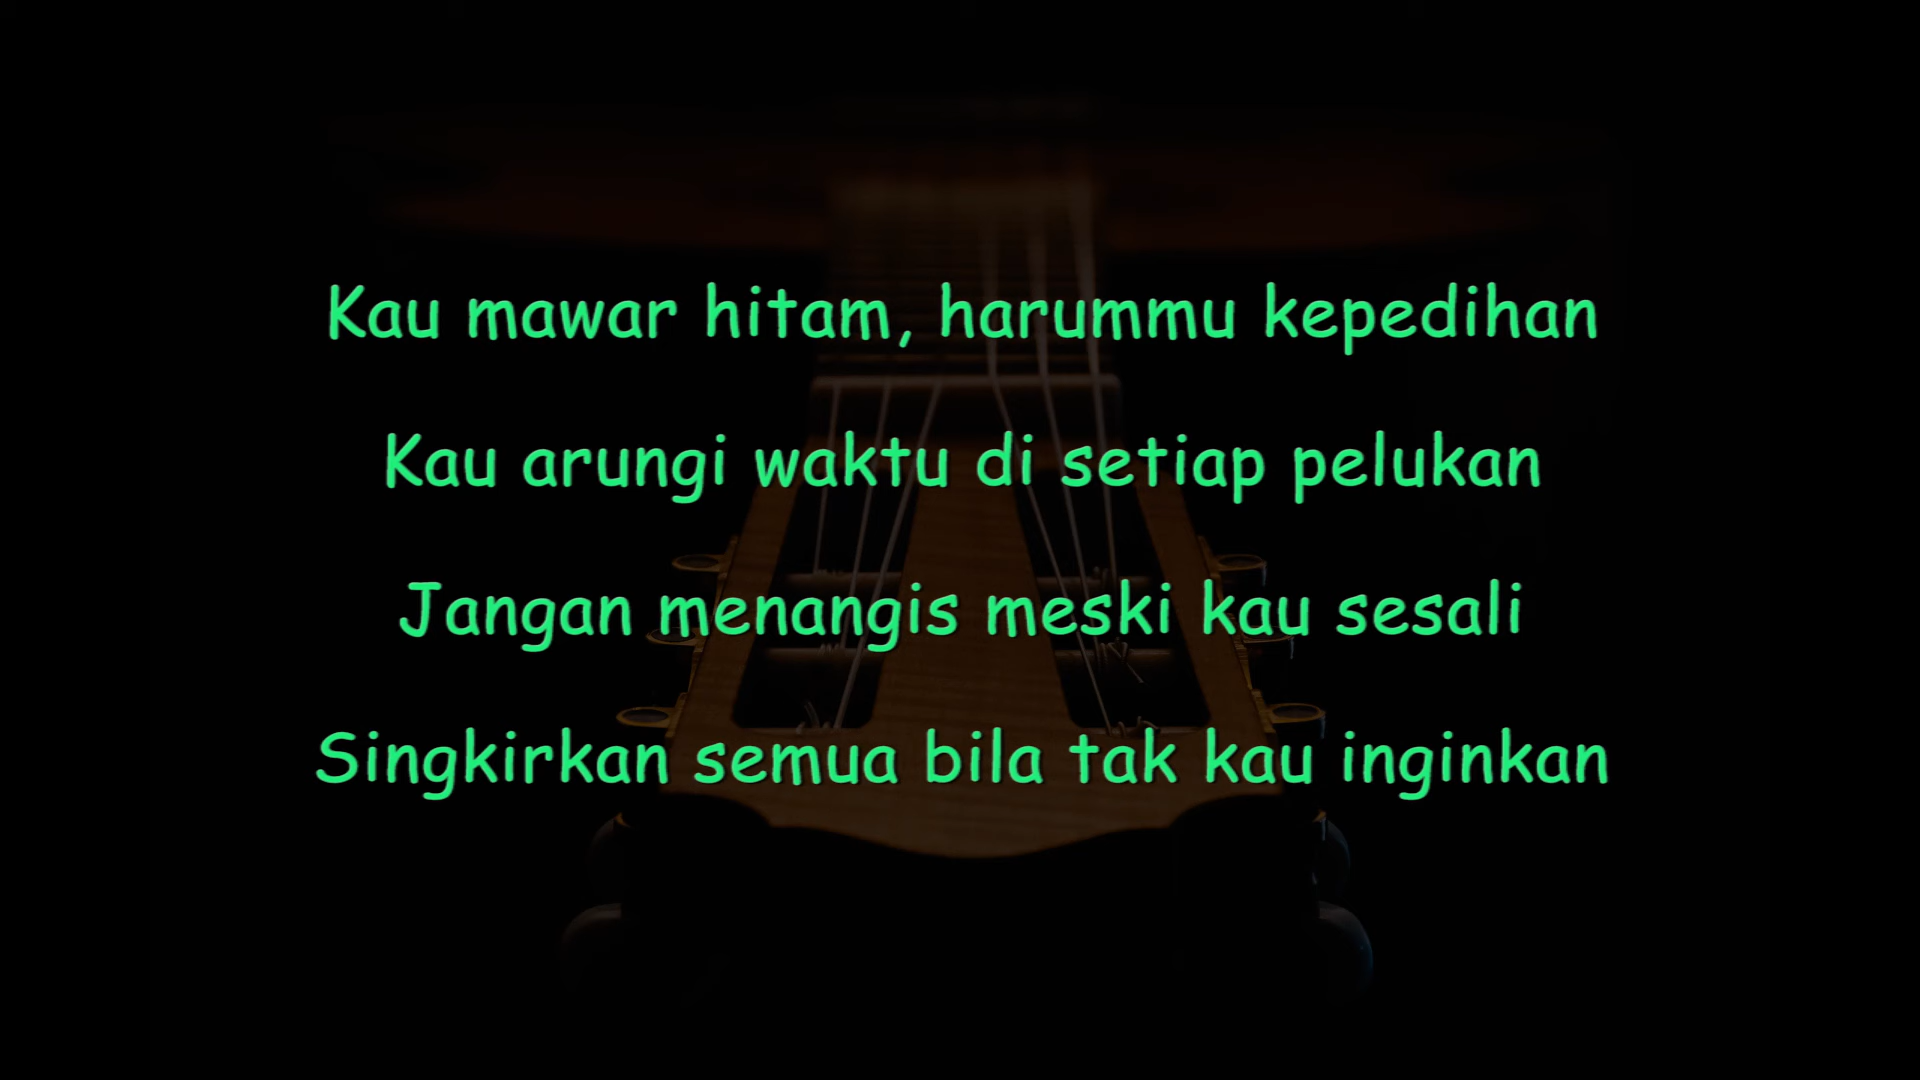 Kau mawar hitam, harummu kepedihan
Kau arungi waktu di setiap pelukan
Jangan menangis meski kau sesali
Singkirkan semua bila tak kau inginkan